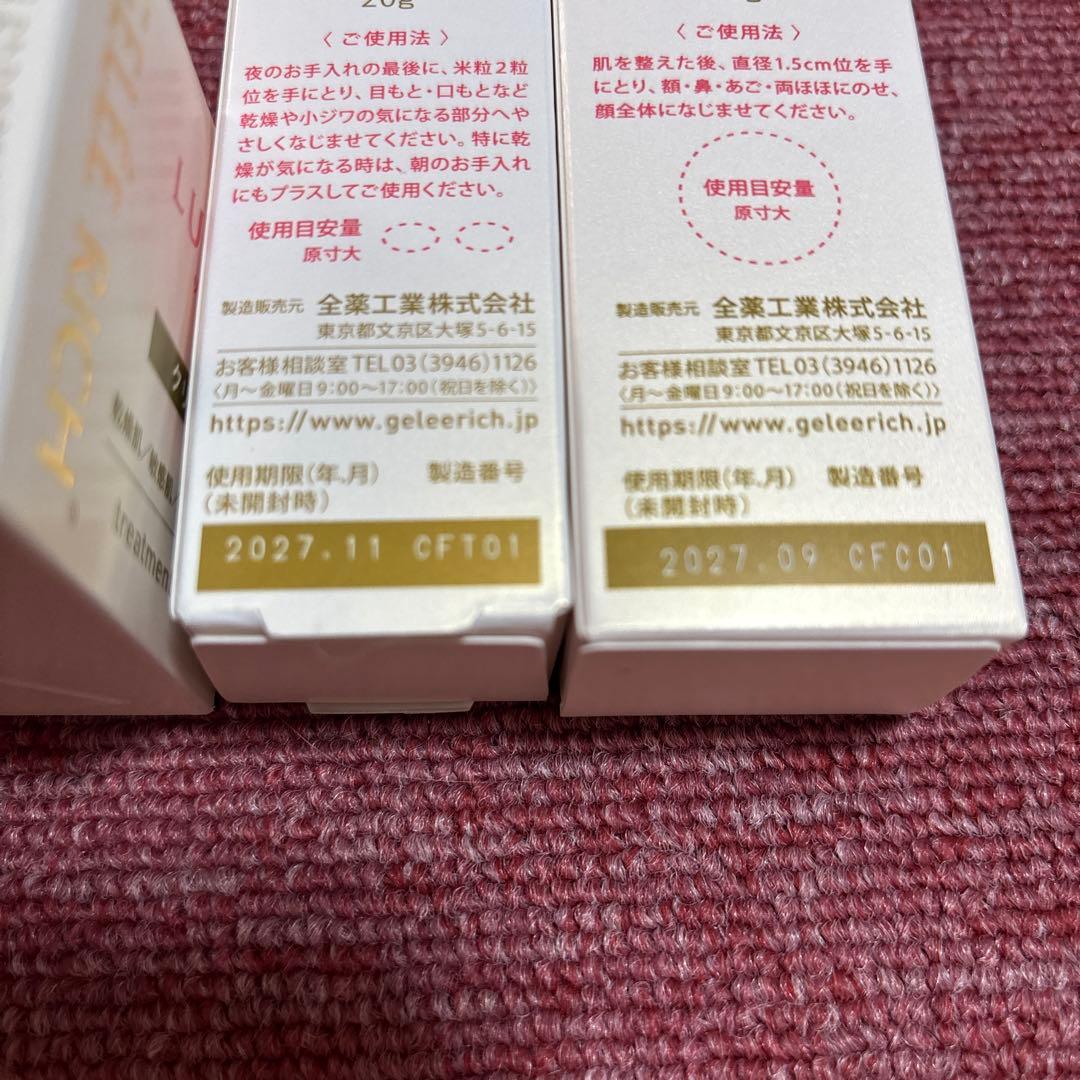 GELEE RICH
treatmen
20g
〈 ご使用法 〉
夜のお手入れの最後に、米粒2粒
位を手にとり、目もと・口もとなど
乾燥や小ジワの気になる部分へや
さしくなじませてください。特に乾
燥が気になる時は、朝のお手入れ
にもプラスしてご使用ください。
使用目安量
原寸大
製造販売元 全薬工業株式会社
東京都文京区大塚5-6-15
お客様相談室 TEL03(3946)1126
〈月〜金曜日9:00〜17:00(祝日を除く)〉
https://www.geleerich.jp
使用期限(年、月) 製造番号
(未開封時)
2027.11 CFT01
g
〈 ご使用法 〉
肌を整えた後、直径1.5cm位を手
にとり、額・鼻・あご・両ほほにのせ、
顔全体になじませてください。
使用目安量
原寸大
製造販売元 全薬工業株式会社
東京都文京区大塚5-6-15
お客様相談室 TEL03(3946)1126
〈月〜金曜日9:00〜17:00(祝日を除く)〉
https://www.geleerich.jp
使用期限(年、月) 製造番号
(未開封時)
2027.09 CFC01